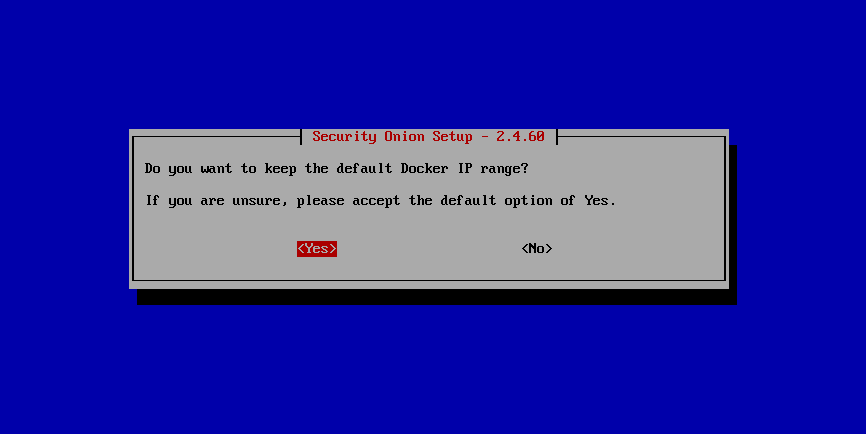 Security Onion Setup - 2.4.60
Do you want to keep the default Docker IP range?
If you are unsure, please accept the default option of Yes.
<Yes> <No>